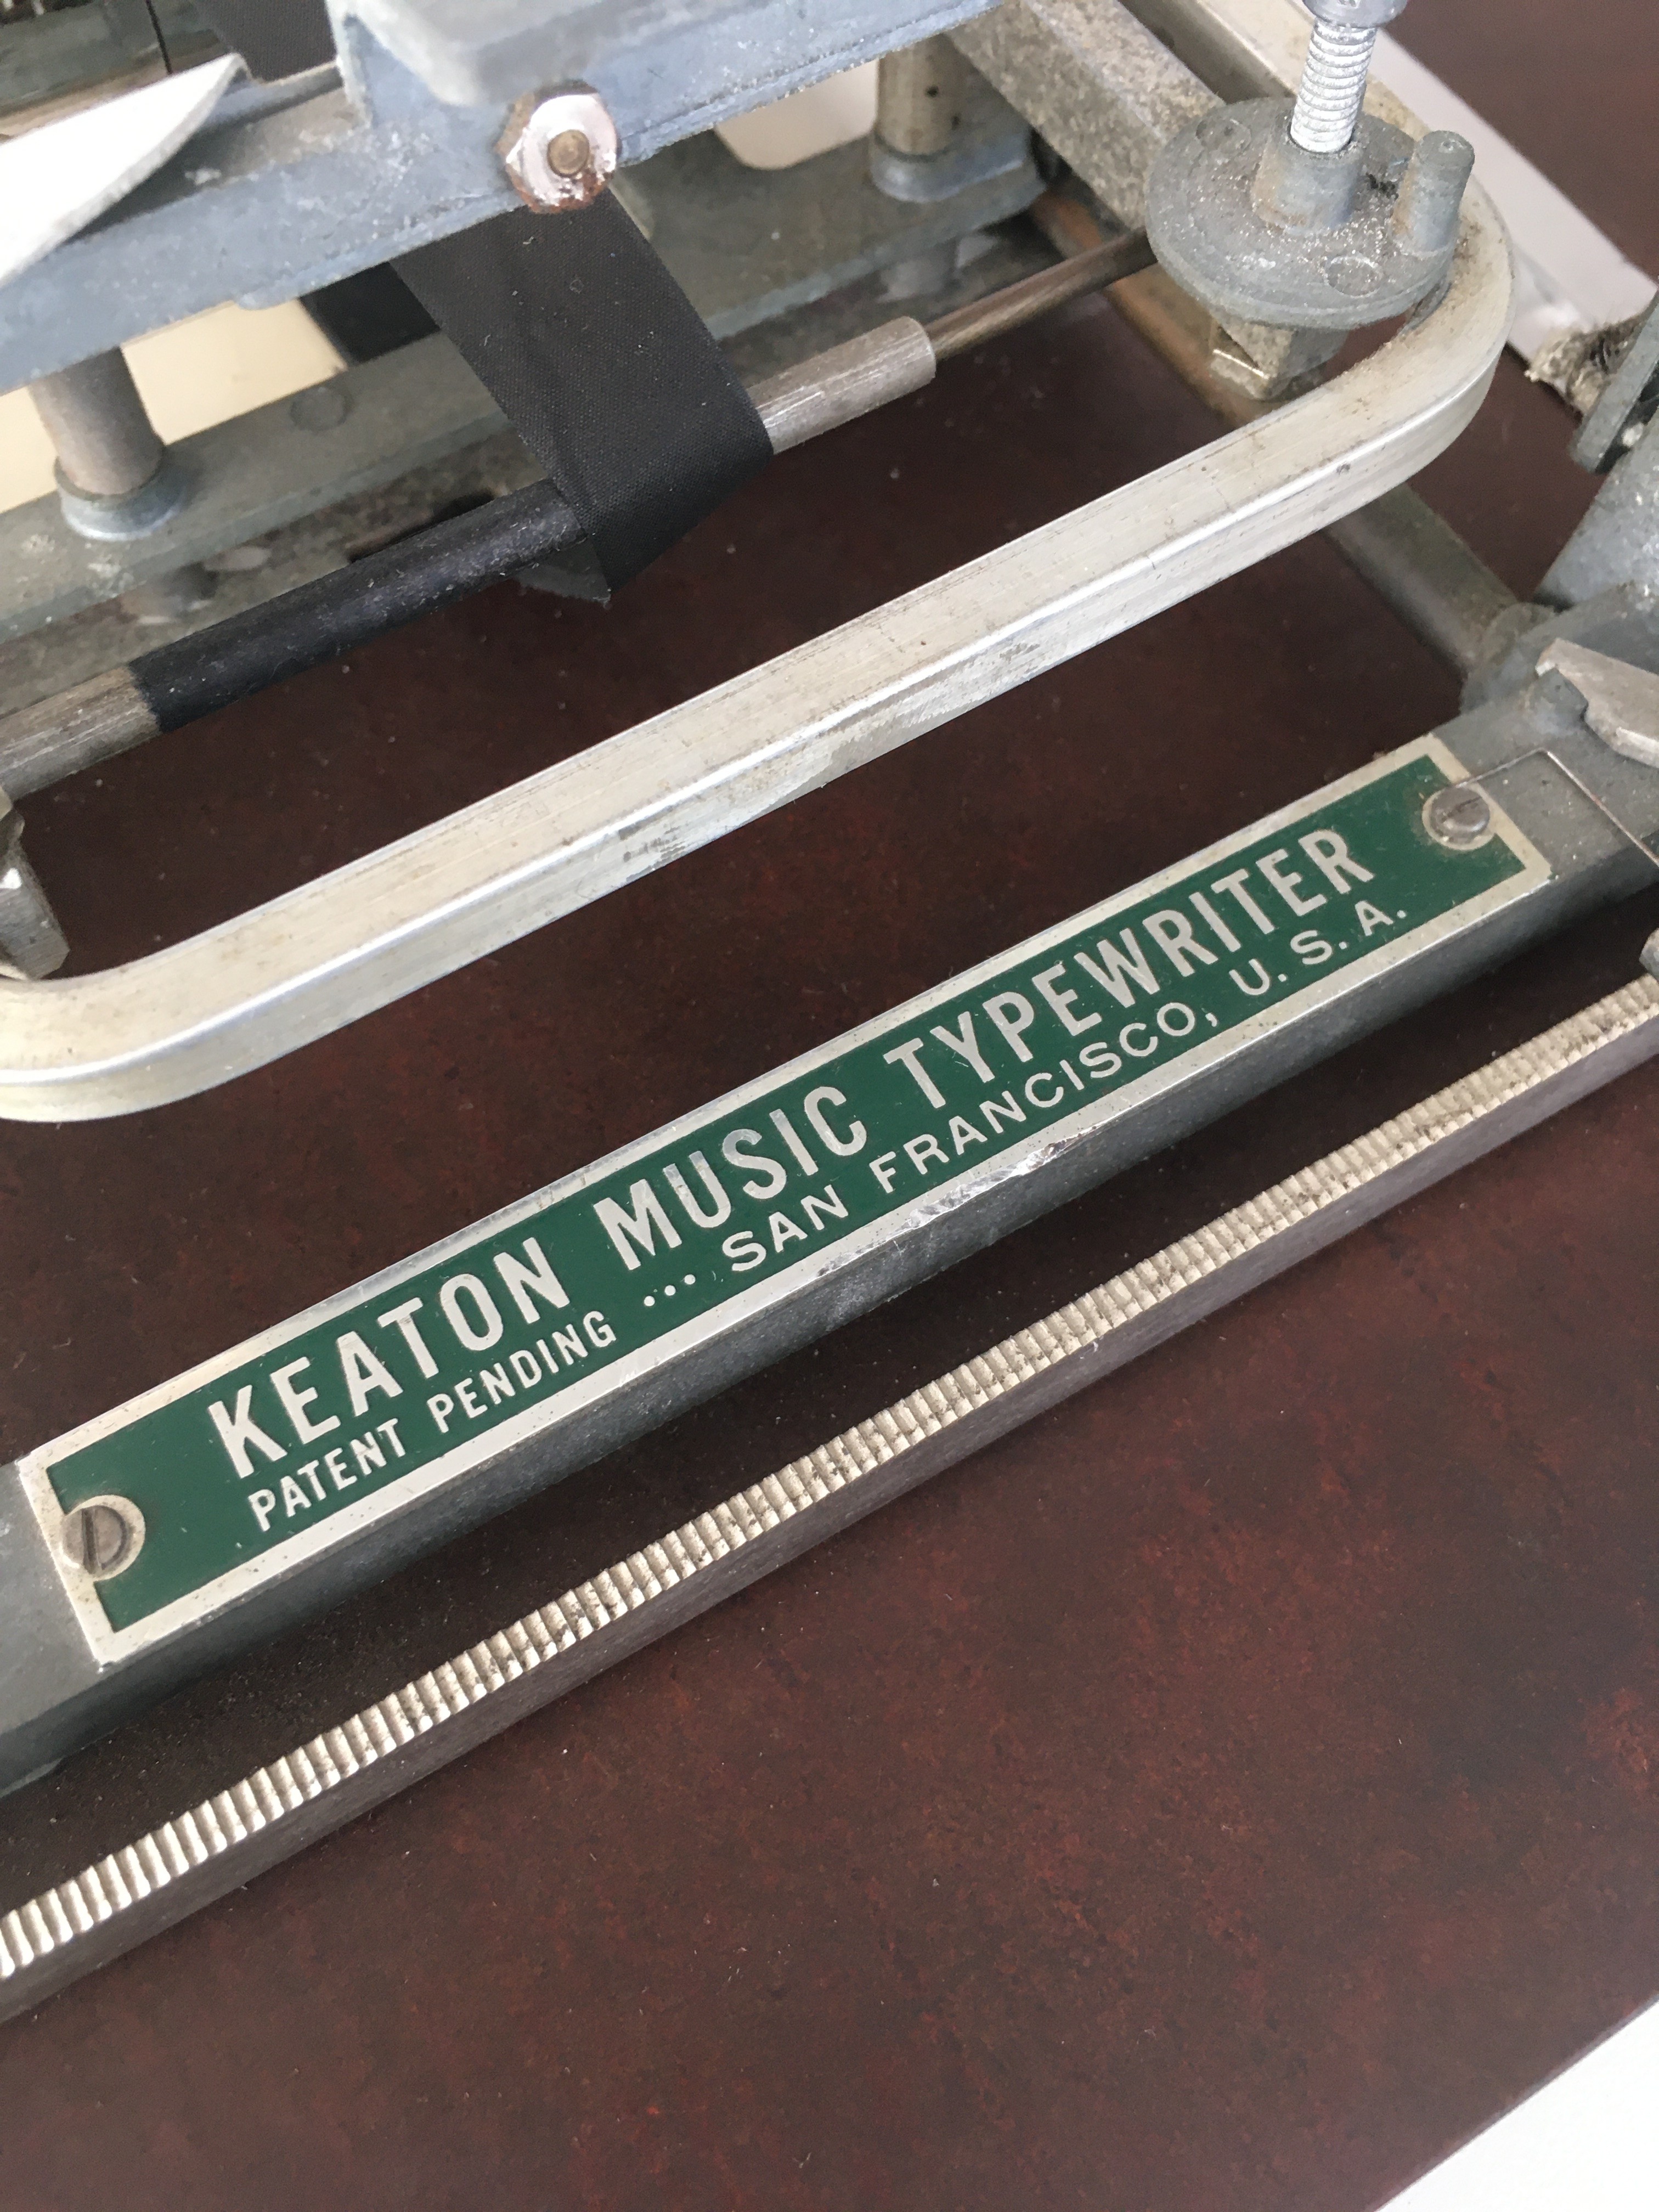 KEATON MUSIC TYPEWRITER
PATENT PENDING ... SAN FRANCISCO, U. S. A.